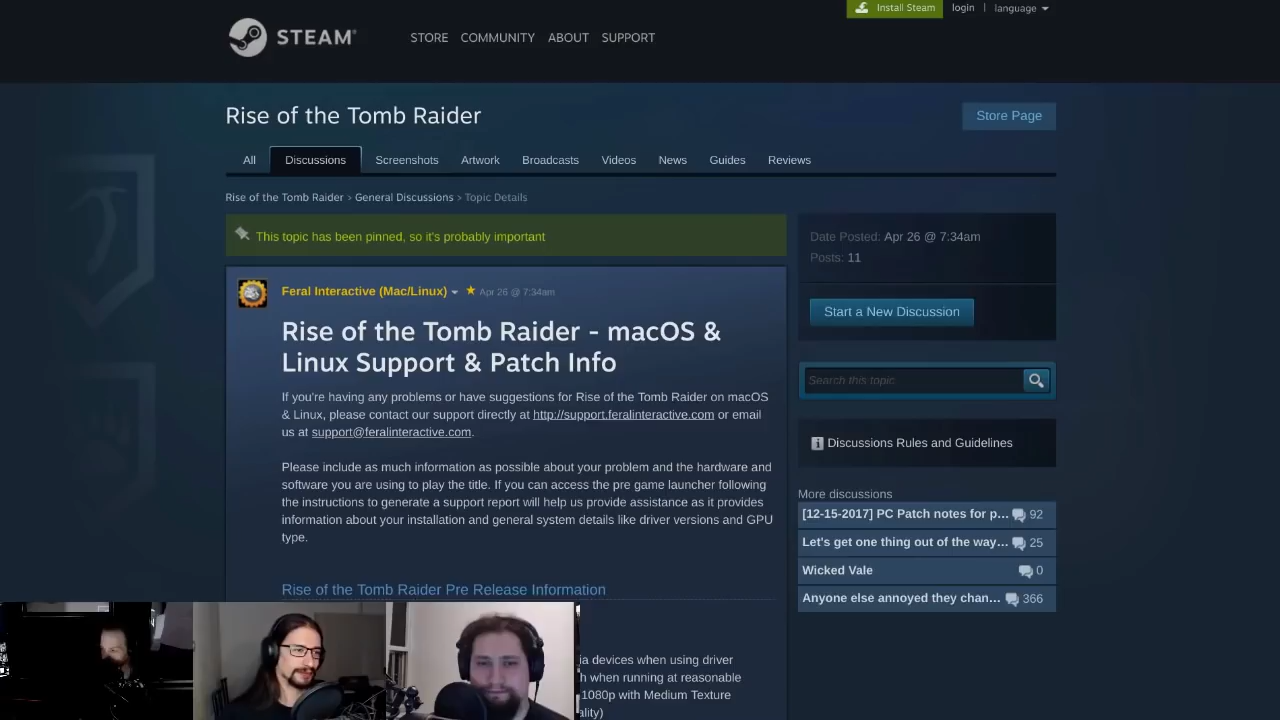 Install Steam
login | language
STEAM®
STORE COMMUNITY ABOUT SUPPORT
Rise of the Tomb Raider
Store Page
All Discussions Screenshots Artwork Broadcasts Videos News Guides Reviews
Rise of the Tomb Raider > General Discussions > Topic Details
This topic has been pinned, so it's probably important
Feral Interactive (Mac/Linux) Apr 26 @ 7:34am
Rise of the Tomb Raider - macOS &
Linux Support & Patch Info
If you're having any problems or have suggestions for Rise of the Tomb Raider on macOS
& Linux, please contact our support directly at http://support.feralinteractive.com or email
us at support@feralinteractive.com.
Please include as much information as possible about your problem and the hardware and
software you are using to play the title. If you can access the pre game launcher following
the instructions to generate a support report will help us provide assistance as it provides
information about your installation and general system details like driver versions and GPU
type.
Rise of the Tomb Raider Pre Release Information
ia devices when using driver
h when running at reasonable
1080p with Medium Texture
ality)
Date Posted: Apr 26 @ 7:34am
Posts: 11
Start a New Discussion
Search this topic
Discussions Rules and Guidelines
More discussions
[12-15-2017] PC Patch notes for p... 92
Let's get one thing out of the way... 25
Wicked Vale 0
Anyone else annoyed they chan... 366